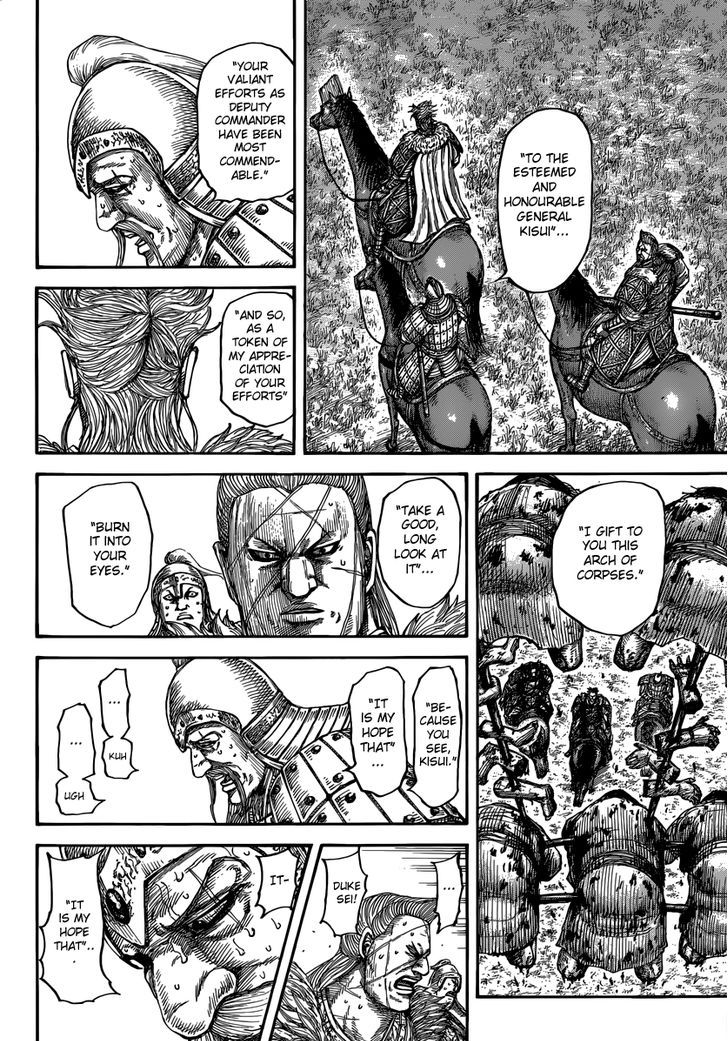 "TO THE
ESTEEMED
AND
HONOURABLE
GENERAL
KISUI"...
"YOUR
VALIANT
EFFORTS AS
DEPUTY
COMMANDER
HAVE BEEN
MOST
COMMEND-
ABLE."
"AND SO,
AS A
TOKEN OF
MY APPRE-
CIATION
OF YOUR
EFFORTS"
"I GIFT
TO YOU THIS
ARCH OF
CORPSES."
"TAKE
A GOOD,
LONG
LOOK AT
IT"...
"BURN
IT INTO
YOUR
EYES."
"BE-
CAUSE
YOU
SEE,
KISUI."
"IT
IS MY
HOPE
THAT"
...
...
KUH
...
UGH
...
DUKE
SEI!
IT-
"IT
IS MY
HOPE
THAT"..
.